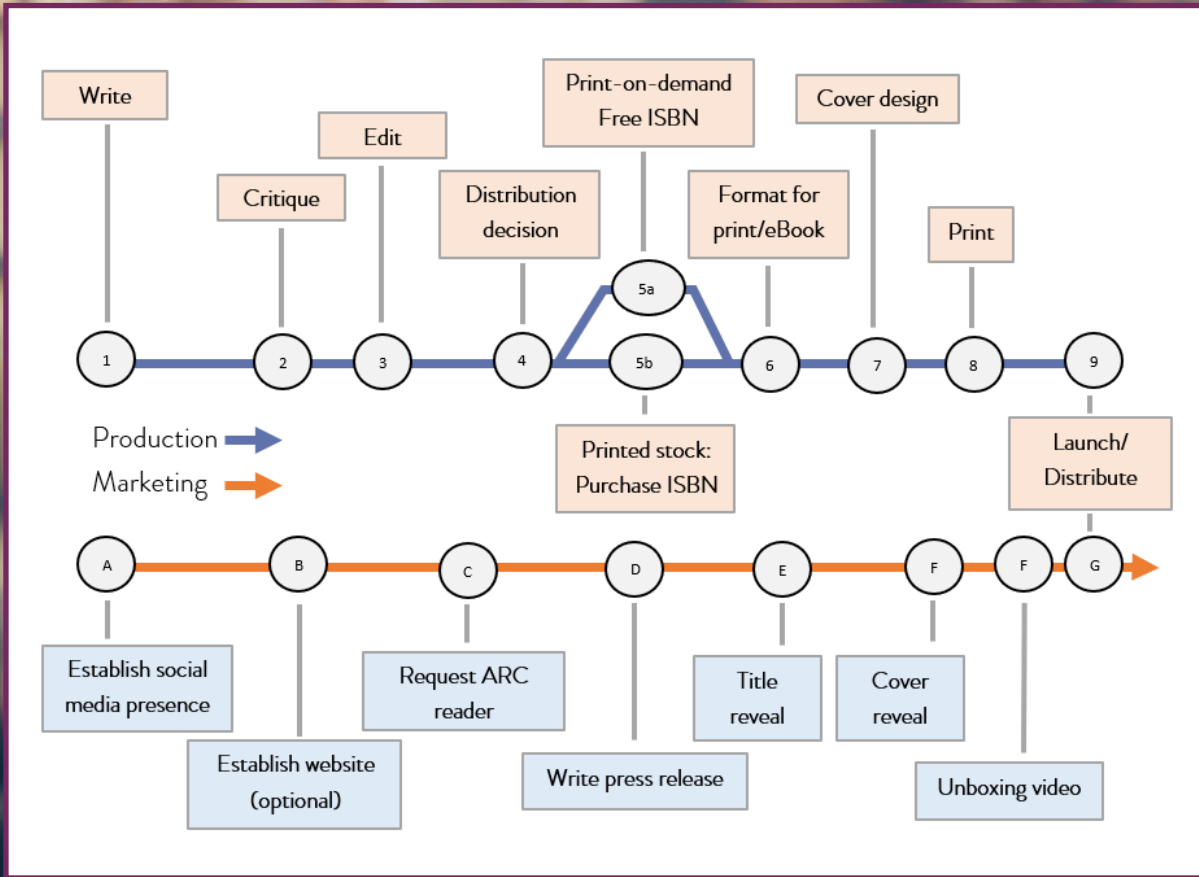 Write
Critique
Edit
Distribution
decision
Print-on-demand
Free ISBN
Format for
print/eBook
Cover design
Print
1
2
3
4
5a
5b
6
7
8
9
Production
Marketing
Printed stock:
Purchase ISBN
Launch/
Distribute
A
B
C
D
E
F
F
G
Establish social
media presence
Establish website
(optional)
Request ARC
reader
Write press release
Title
reveal
Cover
reveal
Unboxing video